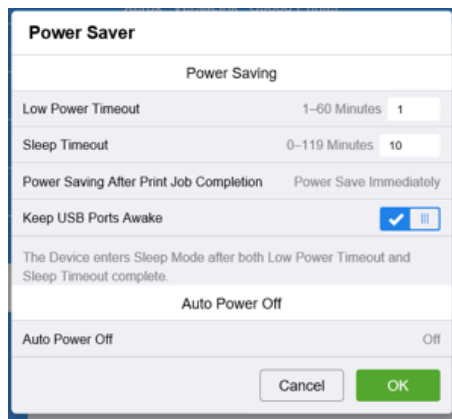 Power Saver
Power Saving
Low Power Timeout 1–60 Minutes 1
Sleep Timeout 0–119 Minutes 10
Power Saving After Print Job Completion Power Save Immediately
Keep USB Ports Awake
The Device enters Sleep Mode after both Low Power Timeout and
Sleep Timeout complete.
Auto Power Off
Auto Power Off Off
Cancel OK